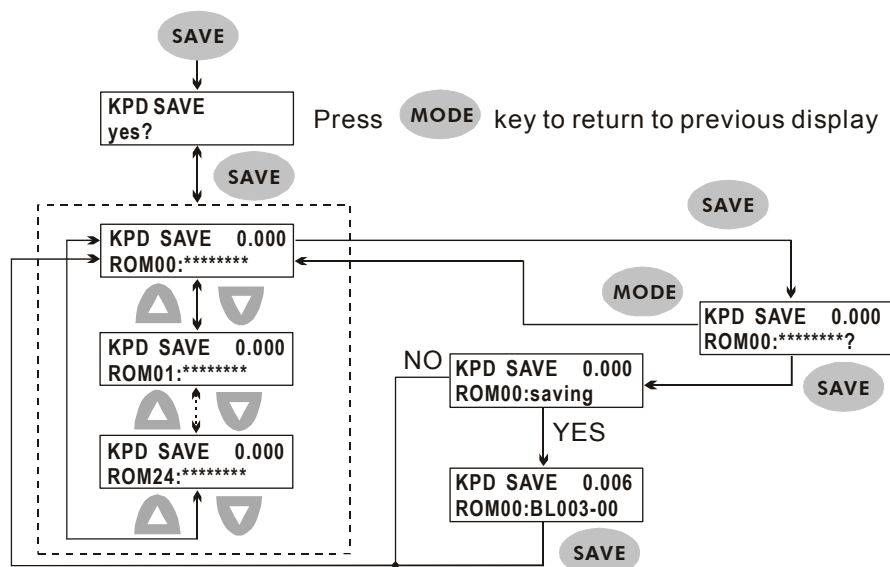 SAVE
KPD SAVE
yes?
Press MODE key to return to previous display
SAVE
SAVE
KPD SAVE 0.000
ROM00:********
MODE
KPD SAVE 0.000
ROM00:********?
KPD SAVE 0.000
ROM01:********
NO
KPD SAVE 0.000
ROM00:saving
SAVE
YES
KPD SAVE 0.000
ROM24:********
KPD SAVE 0.006
ROM00:BL003-00
SAVE